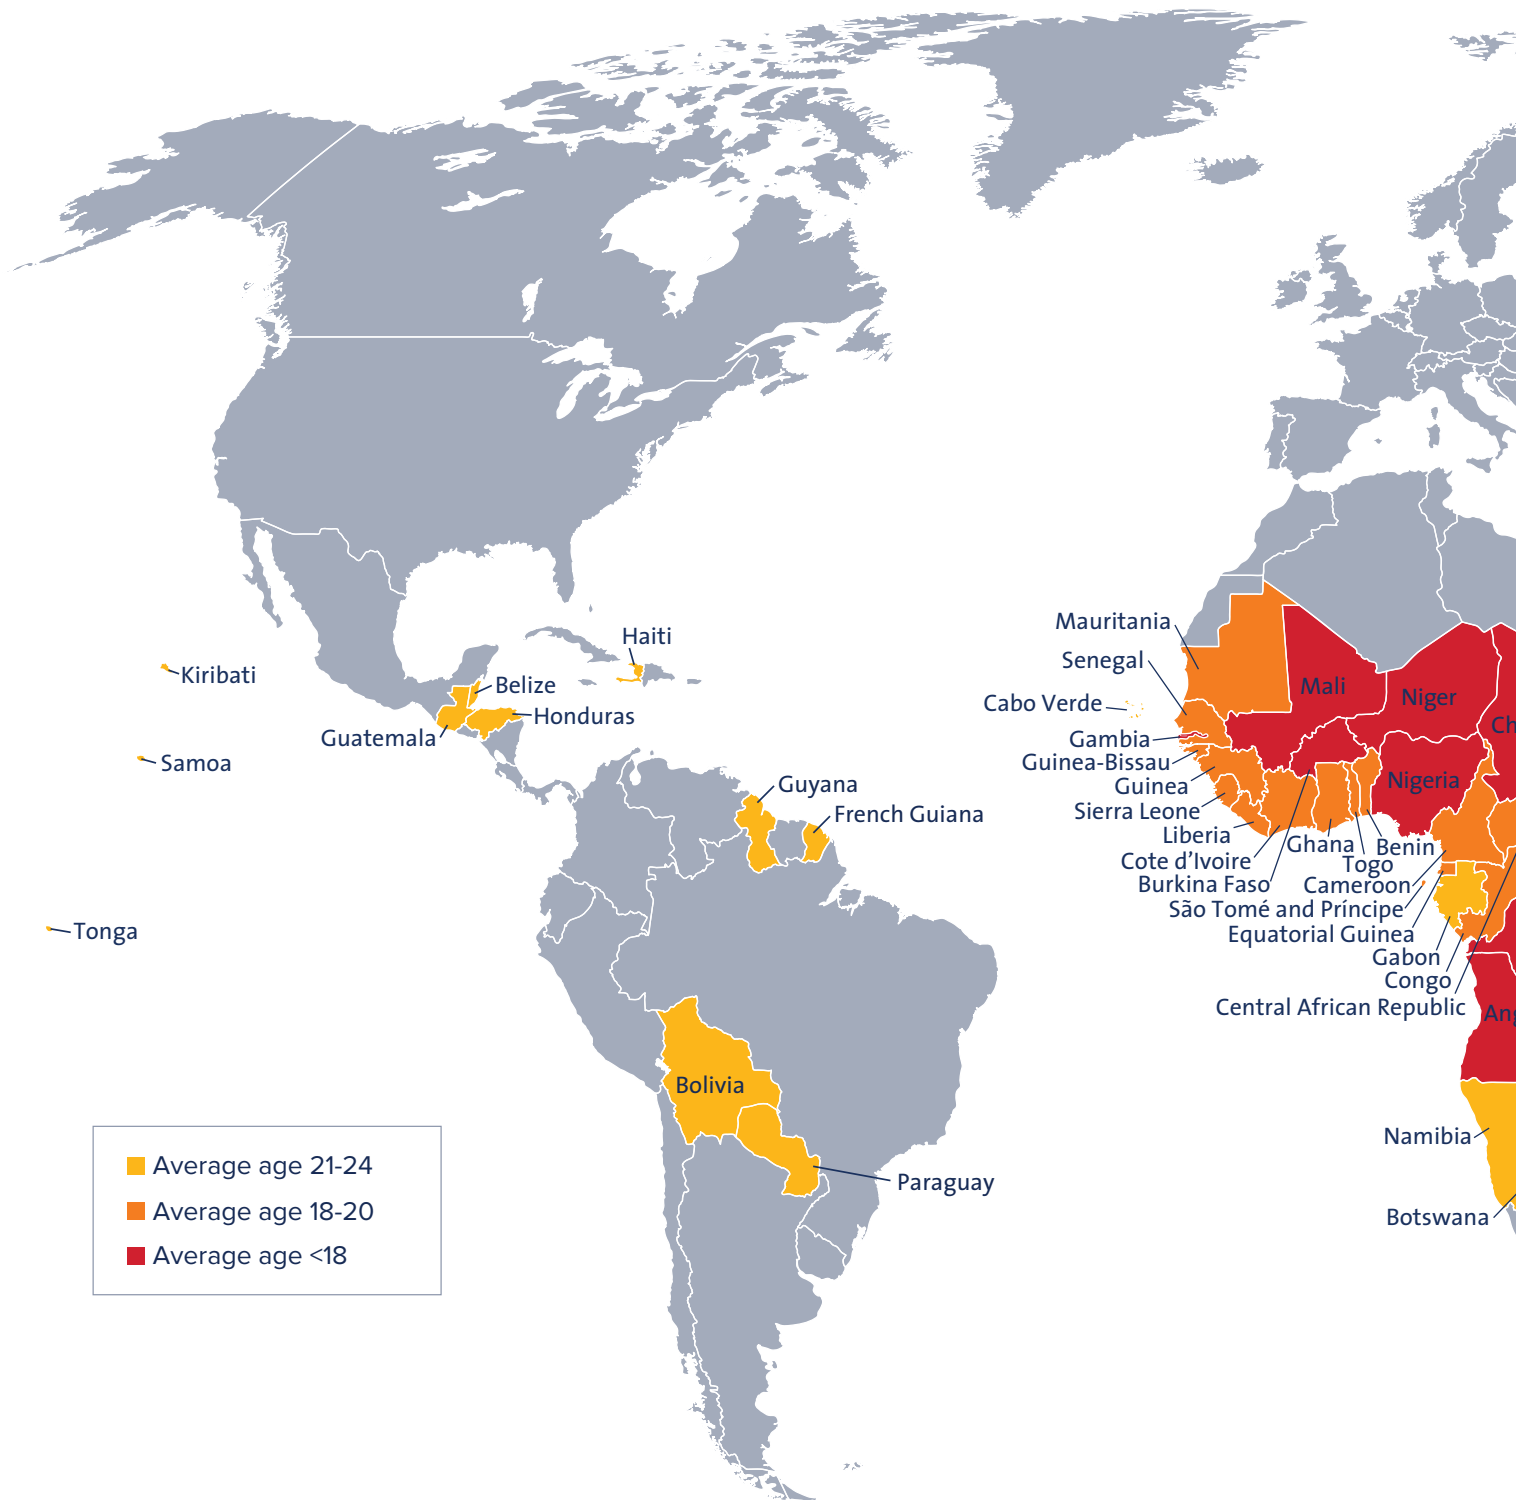 Haiti
Kiribati
Belize
Honduras
Guatemala
Samoa
Guyana
French Guiana
Tonga
Bolivia
Paraguay
Mauritania
Senegal
Mali
Niger
Ch
Cabo Verde
Gambia
Guinea-Bissau
Nigeria
Guinea
Sierra Leone
Liberia
Ghana
Benin
Cote d'Ivoire
Togo
Burkina Faso
Cameroon
São Tomé and Príncipe
Equatorial Guinea
Gabon
Congo
Central African Republic
Ang
Namibia
Botswana
Average age 21-24
Average age 18-20
Average age <18